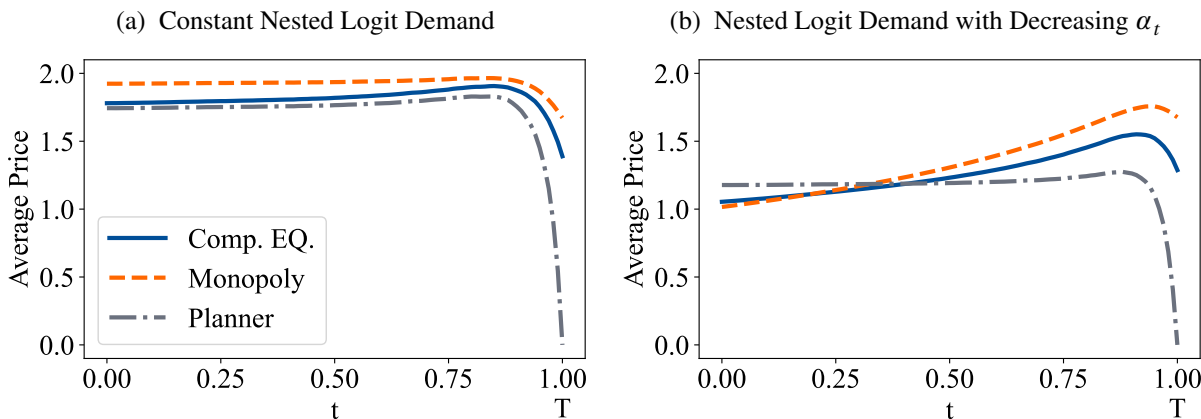 (a) Constant Nested Logit Demand
Average Price
2.0
1.5
1.0
0.5
0.0
Comp. EQ.
Monopoly
Planner
0.00 0.25 0.50 0.75 1.00
t T
(b) Nested Logit Demand with Decreasing αₜ
Average Price
2.0
1.5
1.0
0.5
0.0
0.00 0.25 0.50 0.75 1.00
t T